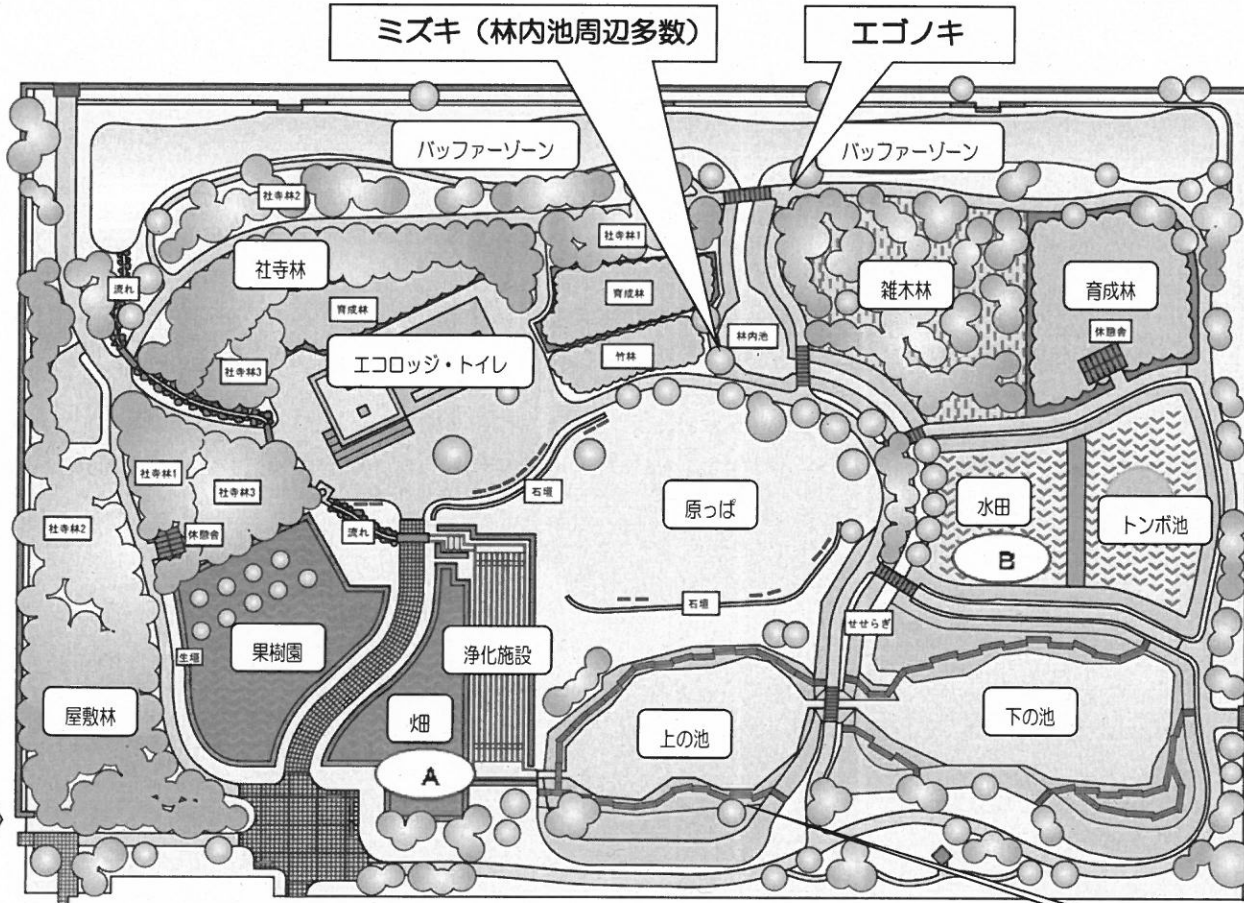 ミズキ（林内池周辺多数）
エゴノキ
バッファーゾーン
バッファーゾーン
社寺林2
社寺林1
社寺林
流れ
育成林
育成林
雑木林
育成林
休憩舎
林内池
竹林
エコロッジ・トイレ
社寺林3
社寺林1
社寺林3
社寺林2
休憩舎
石垣
流れ
原っぱ
水田
トンボ池
B
石垣
せせらぎ
生垣
果樹園
浄化施設
屋敷林
畑
上の池
下の池
A